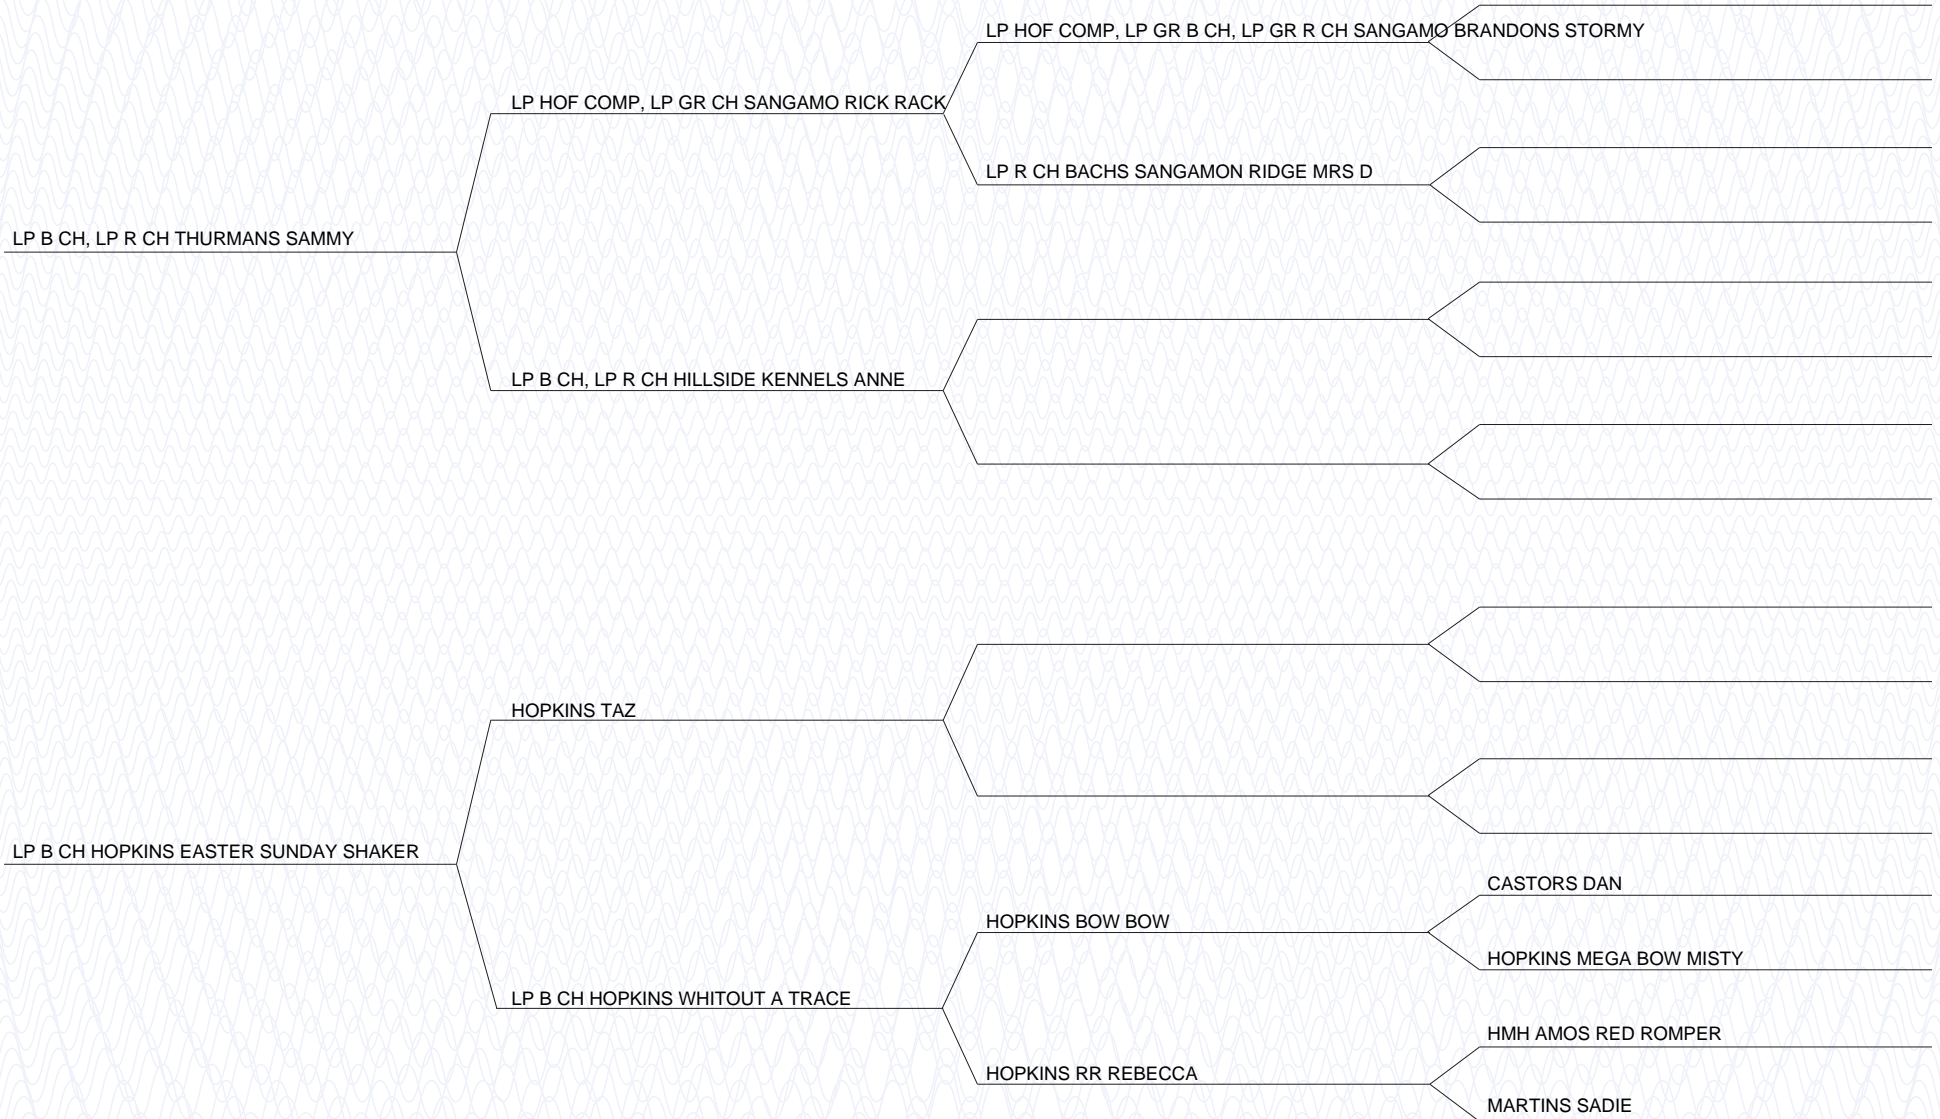 LP HOF COMP, LP GR B CH, LP GR R CH SANGAMO BRANDONS STORMY
LP HOF COMP, LP GR CH SANGAMO RICK RACK
LP R CH BACHS SANGAMON RIDGE MRS D
LP B CH, LP R CH THURMANS SAMMY
LP B CH, LP R CH HILLSIDE KENNELS ANNE
HOPKINS TAZ
LP B CH HOPKINS EASTER SUNDAY SHAKER
CASTORS DAN
HOPKINS BOW BOW
HOPKINS MEGA BOW MISTY
LP B CH HOPKINS WHITOUT A TRACE
HMH AMOS RED ROMPER
HOPKINS RR REBECCA
MARTINS SADIE